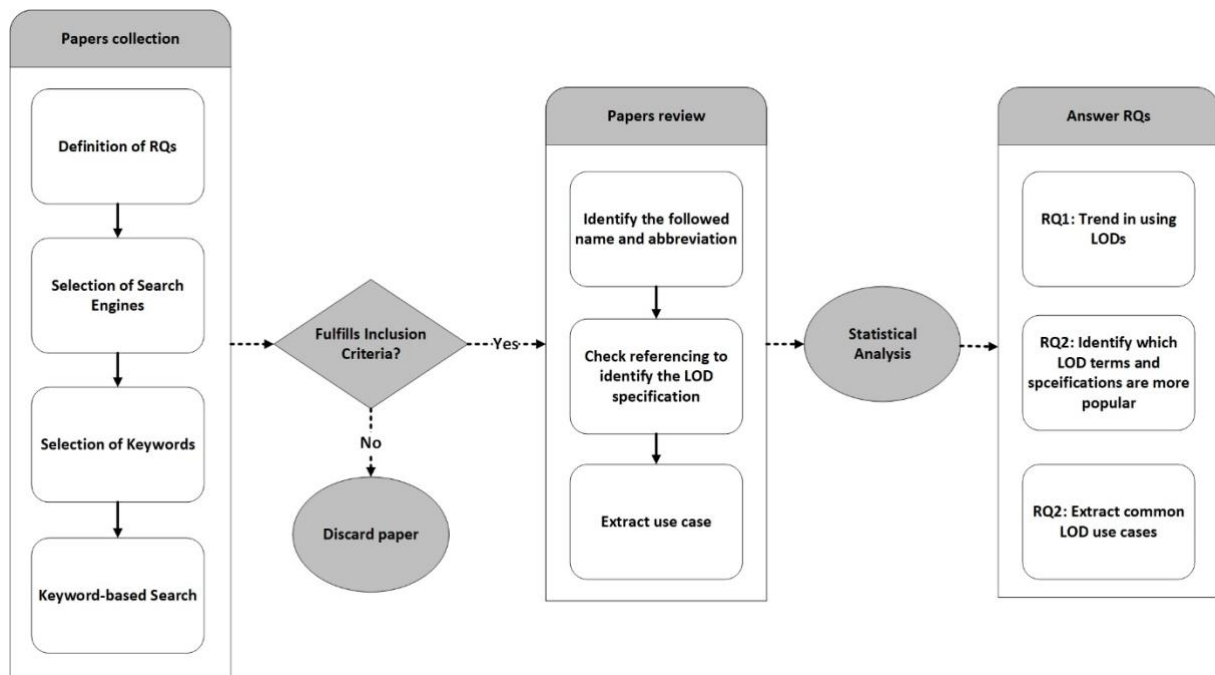 Papers collection
Definition of RQs
Selection of Search
Engines
Selection of Keywords
Keyword-based Search
Fulfills Inclusion
Criteria?
Yes
No
Discard paper
Papers review
Identify the followed
name and abbreviation
Check referencing to
identify the LOD
specification
Extract use case
Statistical
Analysis
Answer RQs
RQ1: Trend in using
LODs
RQ2: Identify which
LOD terms and
spceifications are more
popular
RQ2: Extract common
LOD use cases